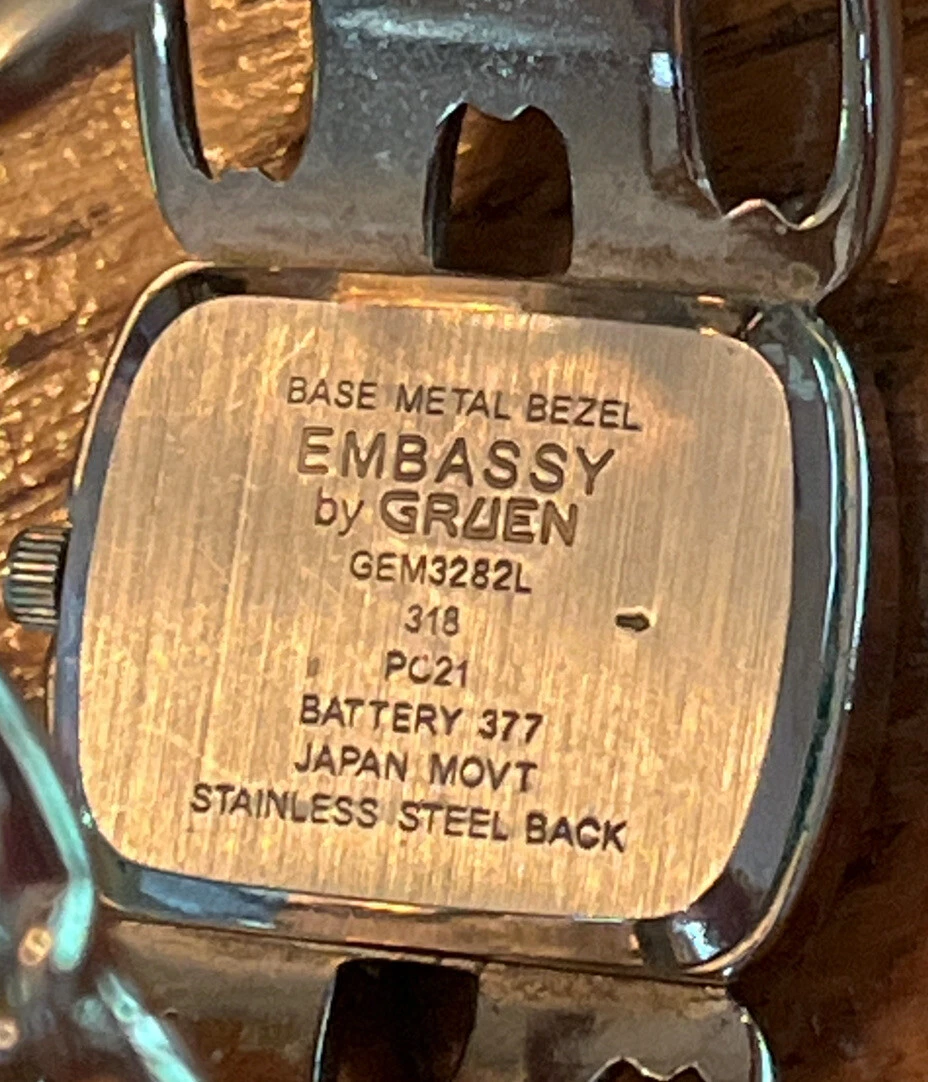 BASE METAL BEZEL
EMBASSY
by GRUEN
GEM3282L
318
PC21
BATTERY 377
JAPAN MOVT
STAINLESS STEEL BACK